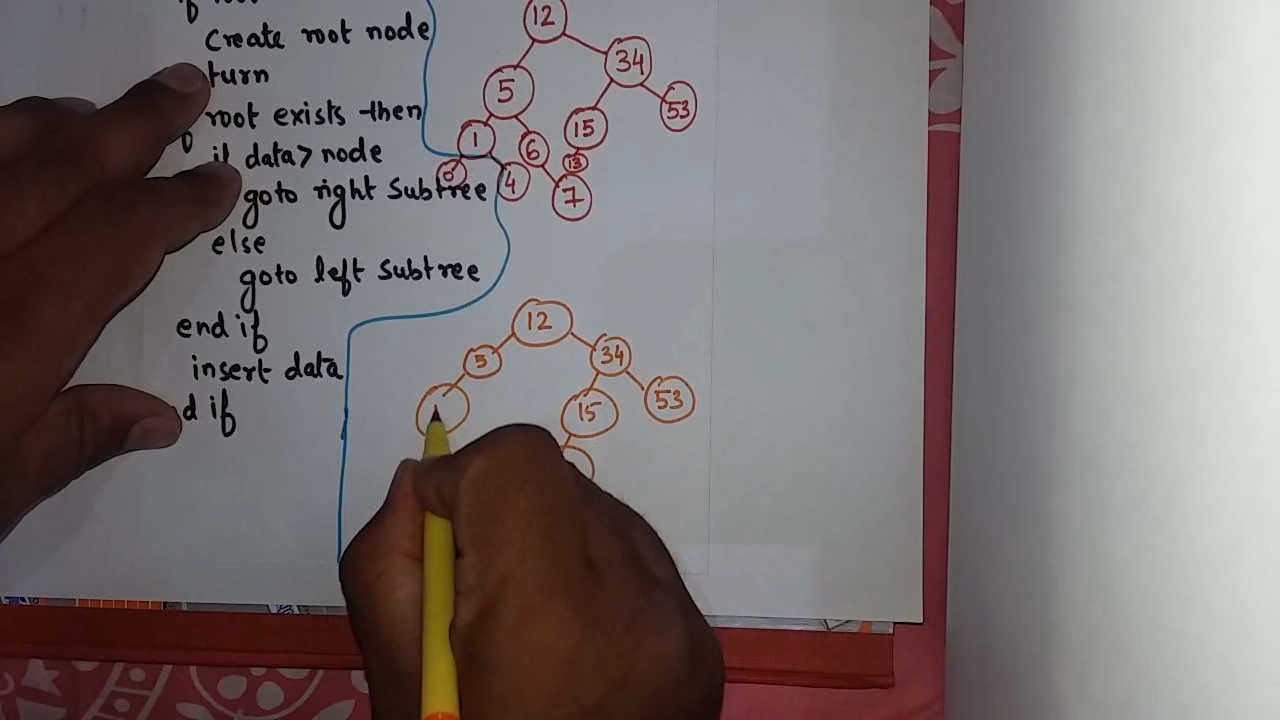 create root node
turn
root exists then
if data > node
goto right subtree
else
goto left subtree
end if
insert data
d if
12
5
34
1
6
15
53
0
4
13
7
12
5
34
15
53